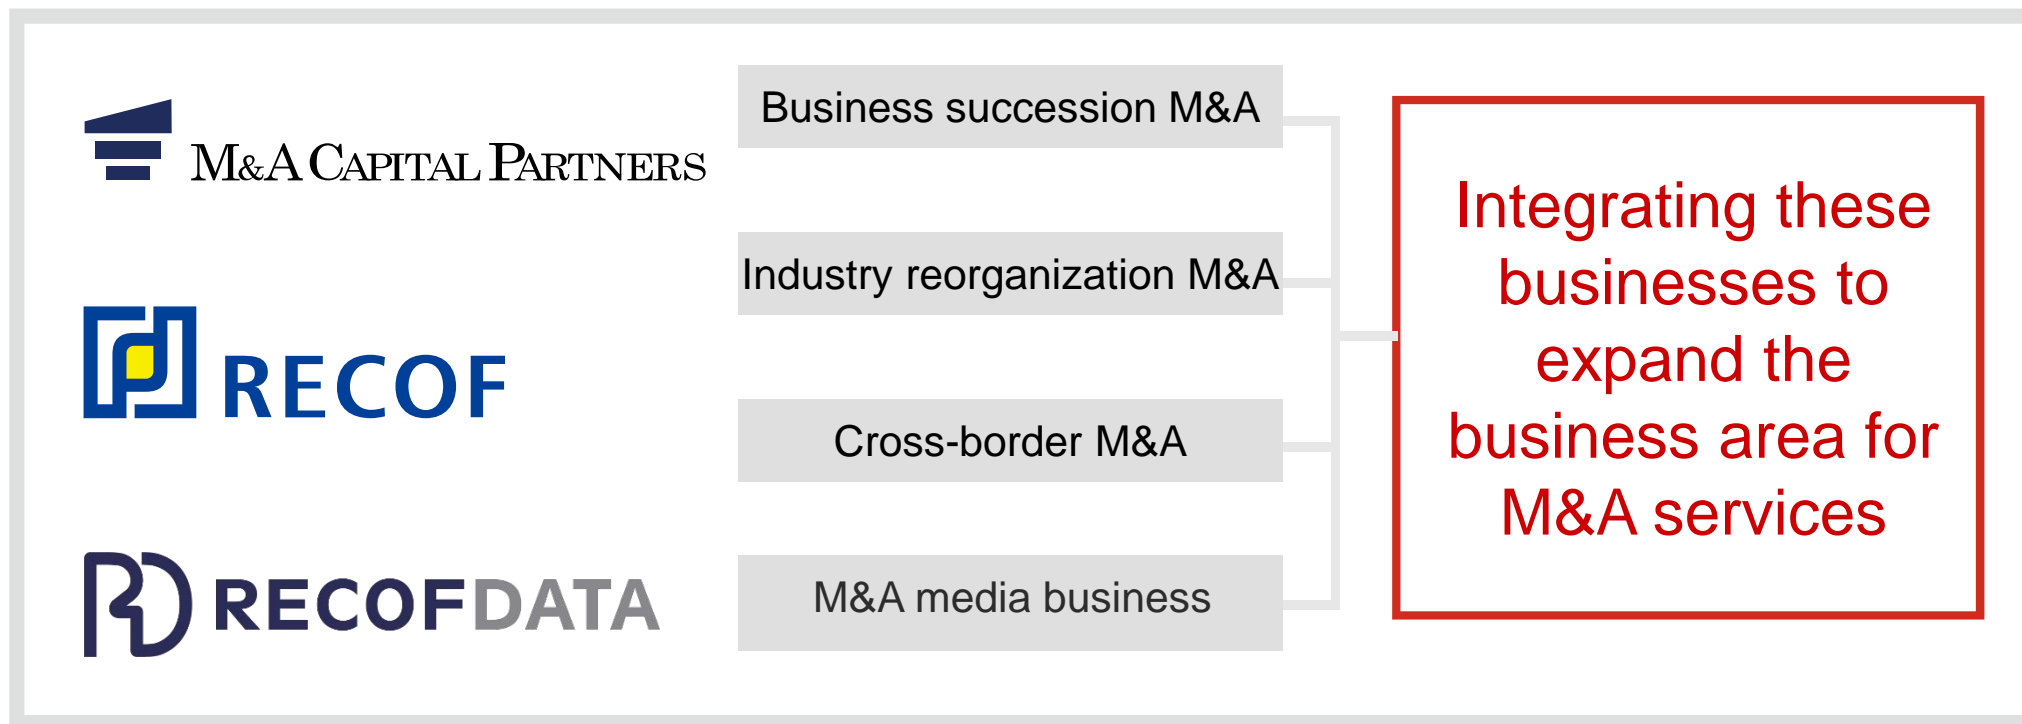 M&A CAPITAL PARTNERS
RECOF
RECOFDATA
Business succession M&A
Industry reorganization M&A
Cross-border M&A
M&A media business
Integrating these
businesses to
expand the
business area for
M&A services